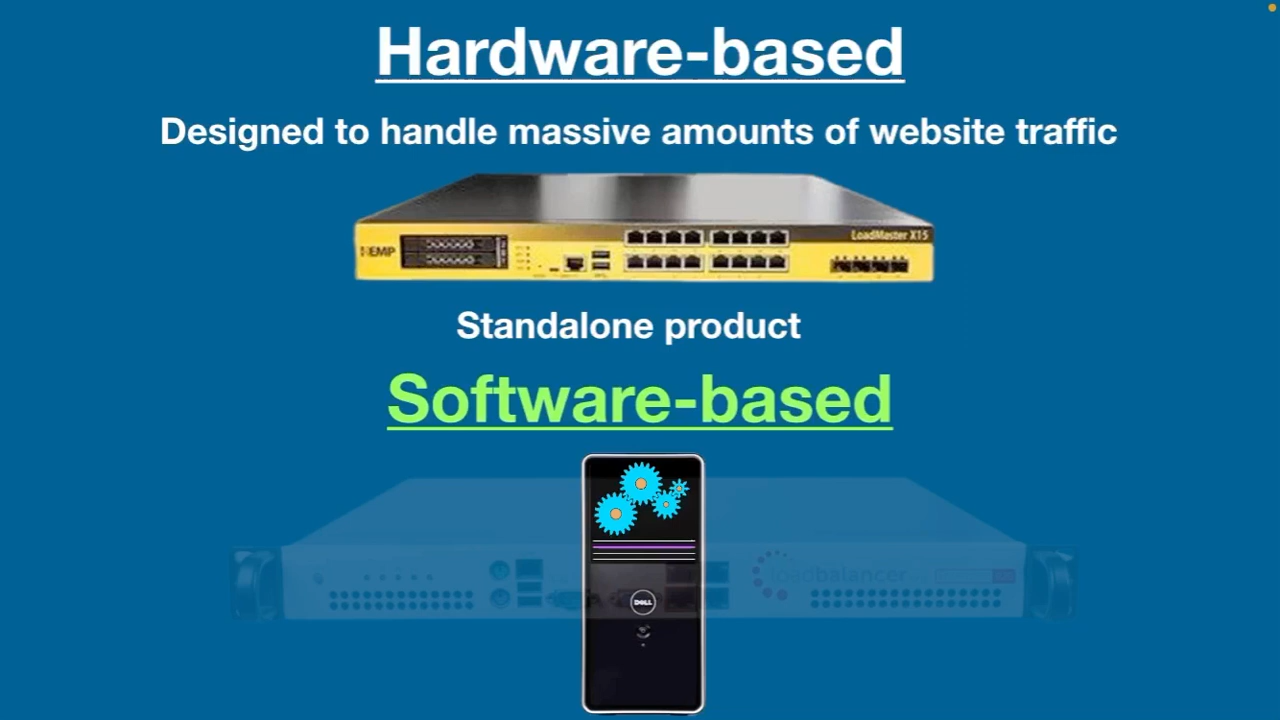 Hardware-based
Designed to handle massive amounts of website traffic
KEMP
LoadMaster X15
Standalone product
Software-based
loadbalancer
DELL